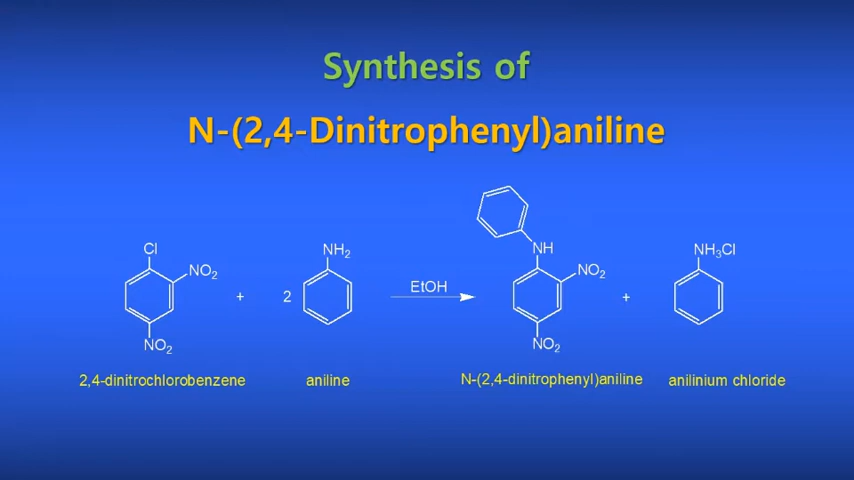 Synthesis of
N-(2,4-Dinitrophenyl)aniline
Cl
NO₂
NO₂
+
2
NH₂
EtOH
NH
NO₂
NO₂
+
NH₃Cl
2,4-dinitrochlorobenzene
aniline
N-(2,4-dinitrophenyl)aniline
anilinium chloride